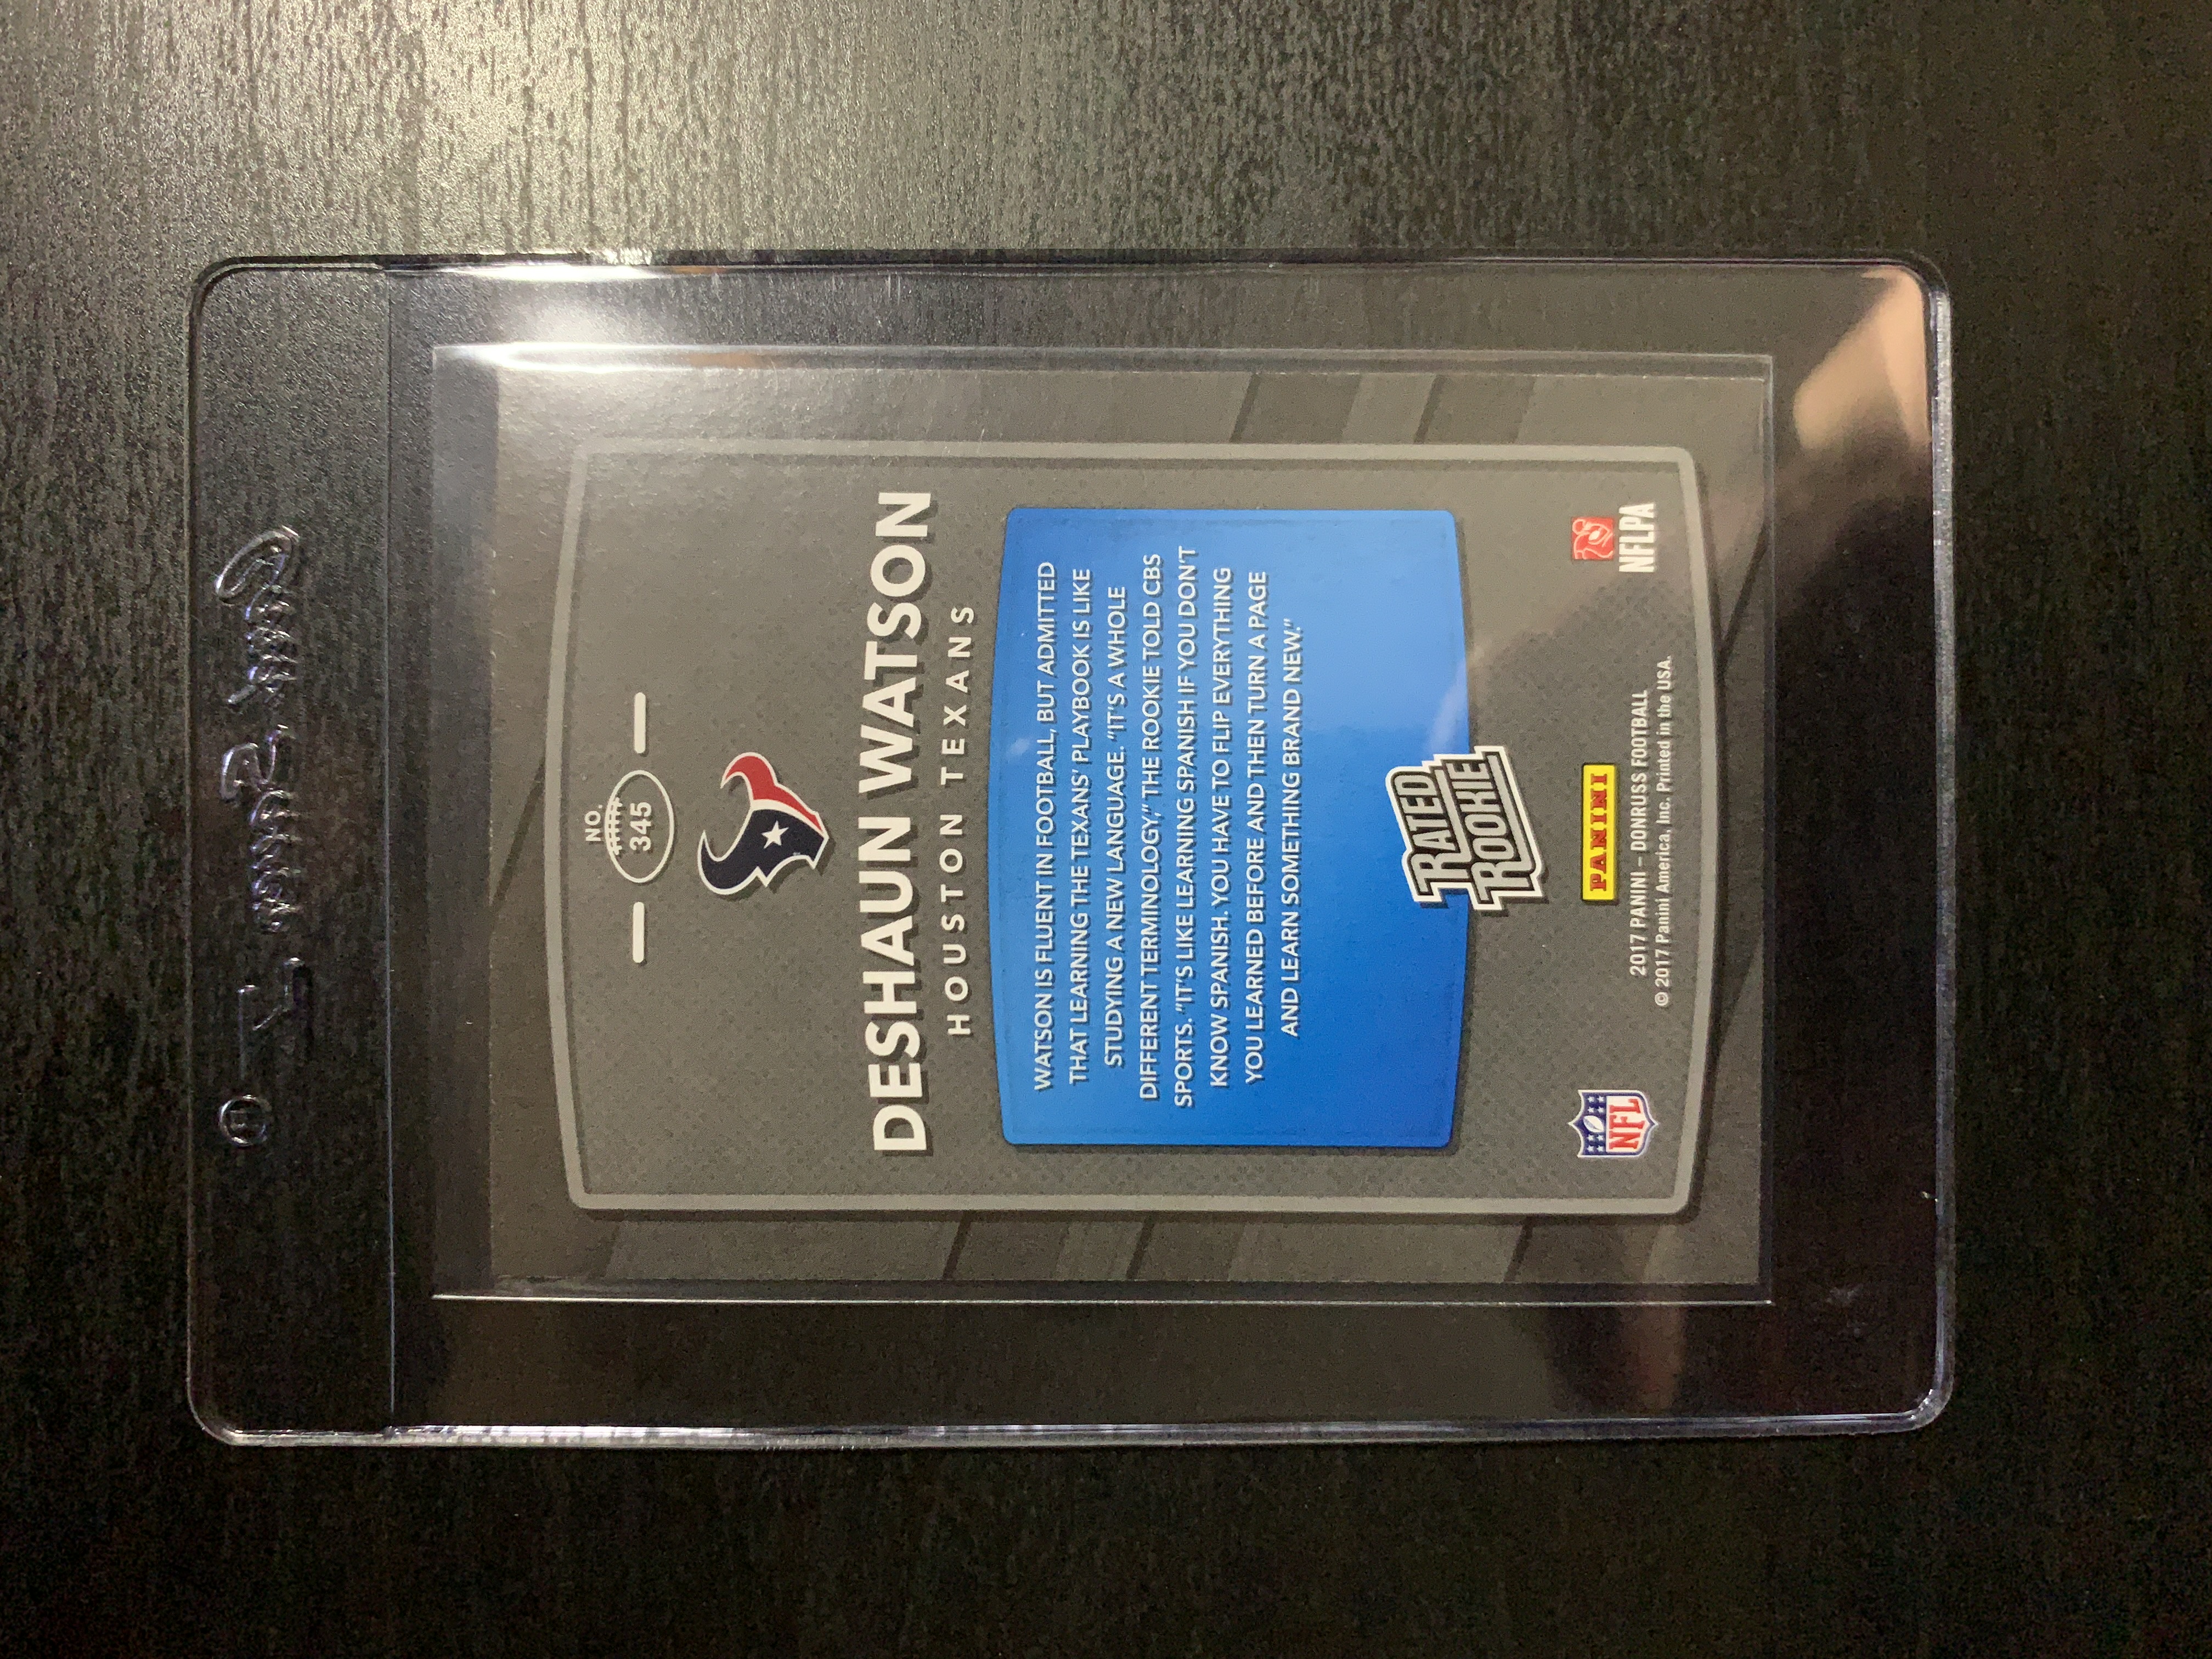 Card Saver I ®
NO.
345
DESHAUN WATSON
HOUSTON TEXANS
WATSON IS FLUENT IN FOOTBALL, BUT ADMITTED
THAT LEARNING THE TEXANS' PLAYBOOK IS LIKE
STUDYING A NEW LANGUAGE. "IT'S A WHOLE
DIFFERENT TERMINOLOGY," THE ROOKIE TOLD CBS
SPORTS. "IT'S LIKE LEARNING SPANISH IF YOU DON'T
KNOW SPANISH. YOU HAVE TO FLIP EVERYTHING
YOU LEARNED BEFORE AND THEN TURN A PAGE
AND LEARN SOMETHING BRAND NEW."
RATED
ROOKIE
NFL
PANINI
NFLPA
2017 PANINI – DONRUSS FOOTBALL
© 2017 Panini America, Inc. Printed in the USA.